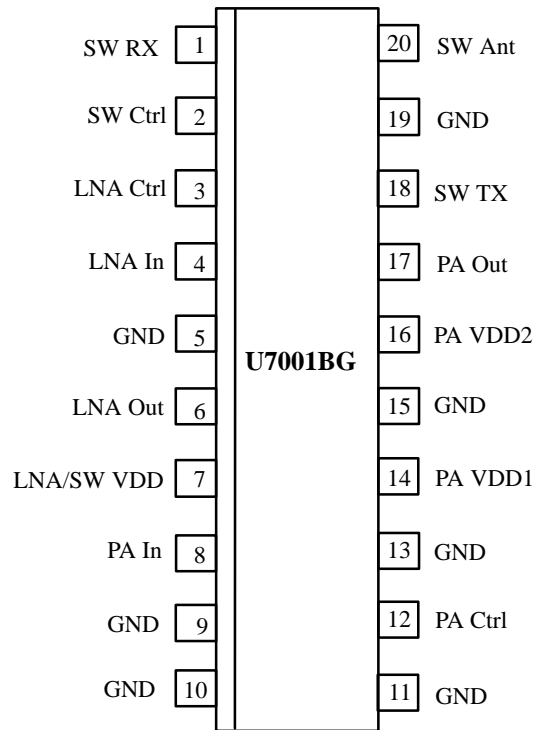 SW RX 1 20 SW Ant
SW Ctrl 2 19 GND
LNA Ctrl 3 18 SW TX
LNA In 4 17 PA Out
GND 5 16 PA VDD2
U7001BG
LNA Out 6 15 GND
LNA/SW VDD 7 14 PA VDD1
PA In 8 13 GND
GND 9 12 PA Ctrl
GND 10 11 GND